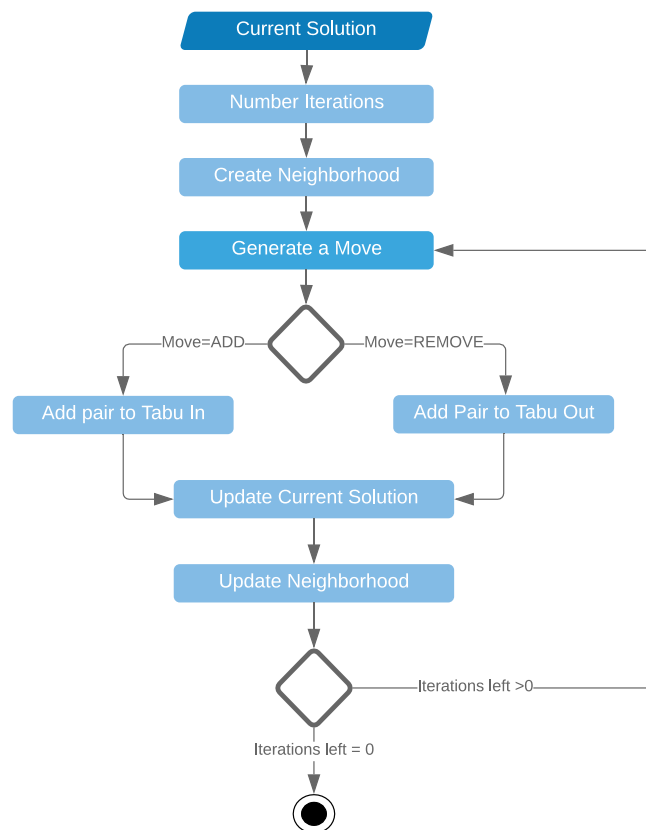 Current Solution
Number Iterations
Create Neighborhood
Generate a Move
Move=ADD
Move=REMOVE
Add pair to Tabu In
Add Pair to Tabu Out
Update Current Solution
Update Neighborhood
Iterations left >0
Iterations left = 0